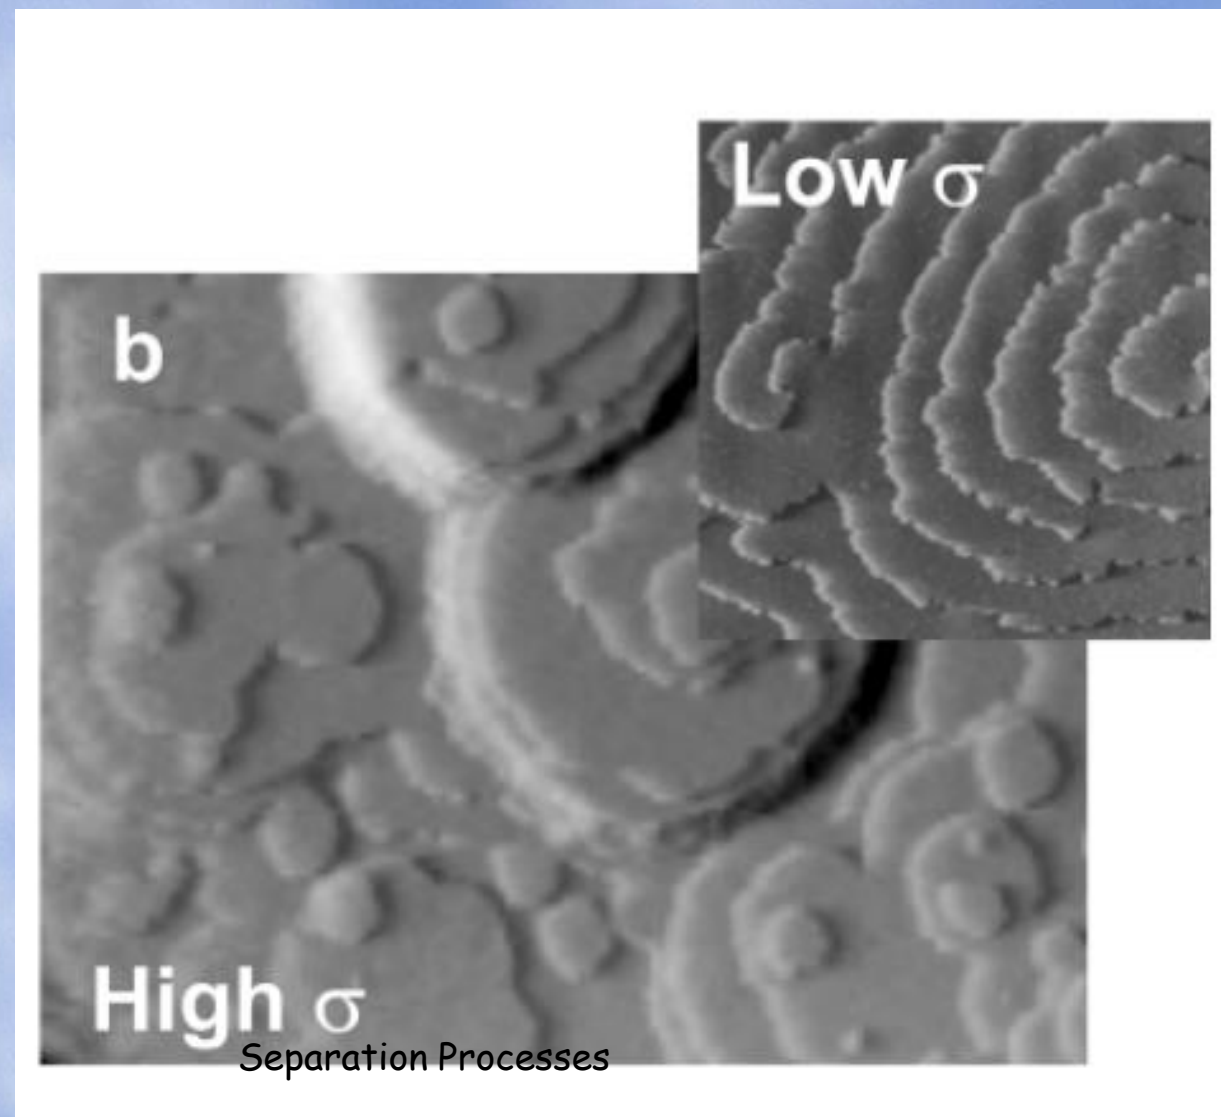 Low σ
b
High σ
Separation Processes